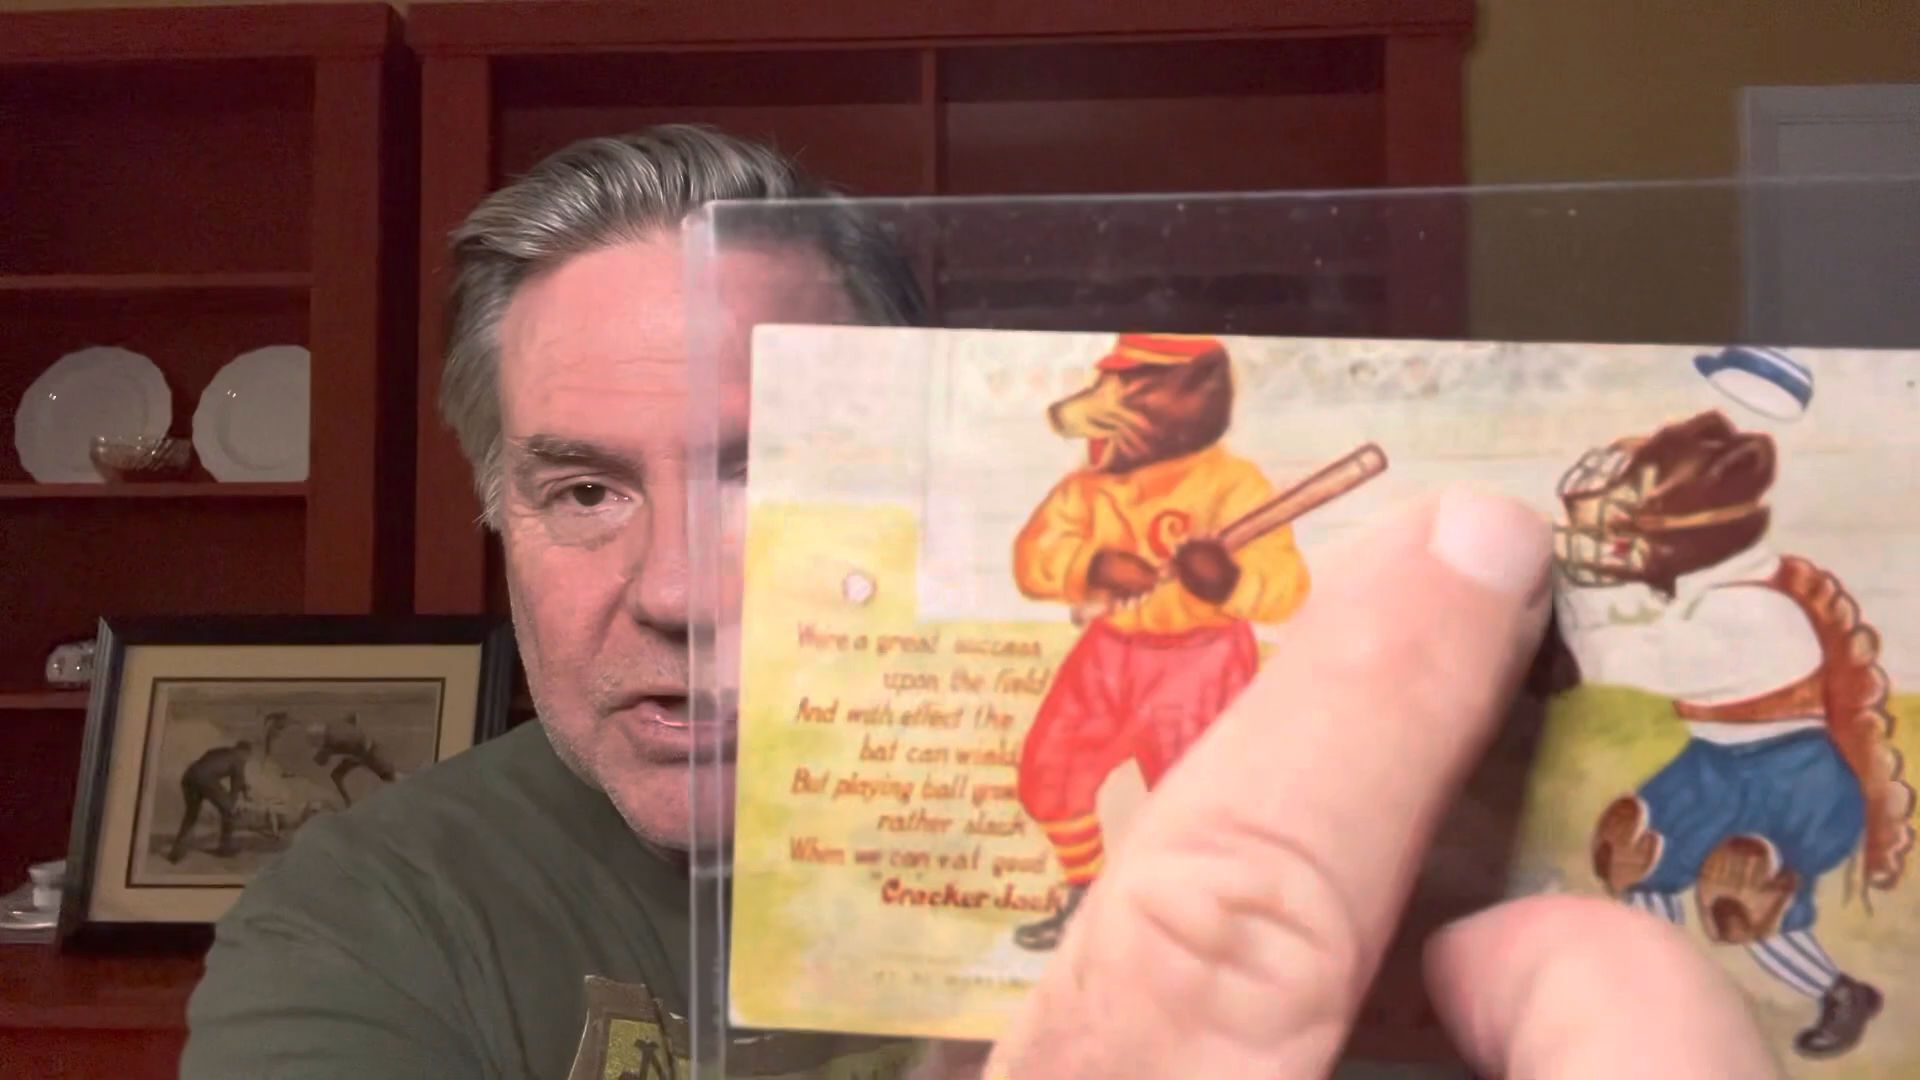 C
We're a great success
upon the field
And with effect the
bat can wield
But playing ball grows
rather slack
When we can eat good
"Cracker Jack